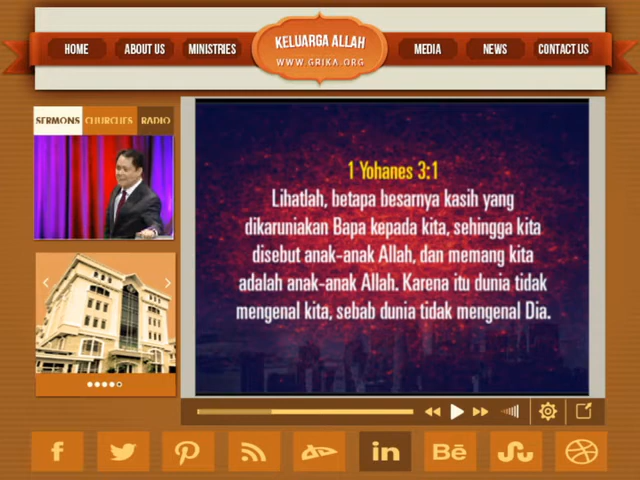 HOME
ABOUT US
MINISTRIES
KELUARGA ALLAH
WWW.GRIKA.ORG
MEDIA
NEWS
CONTACT US
SERMONS
CHURCHES
RADIO
1 Yohanes 3:1
Lihatlah, betapa besarnya kasih yang
dikaruniakan Bapa kepada kita, sehingga kita
disebut anak-anak Allah, dan memang kita
adalah anak-anak Allah. Karena itu dunia tidak
mengenal kita, sebab dunia tidak mengenal Dia.
f
in
Bē